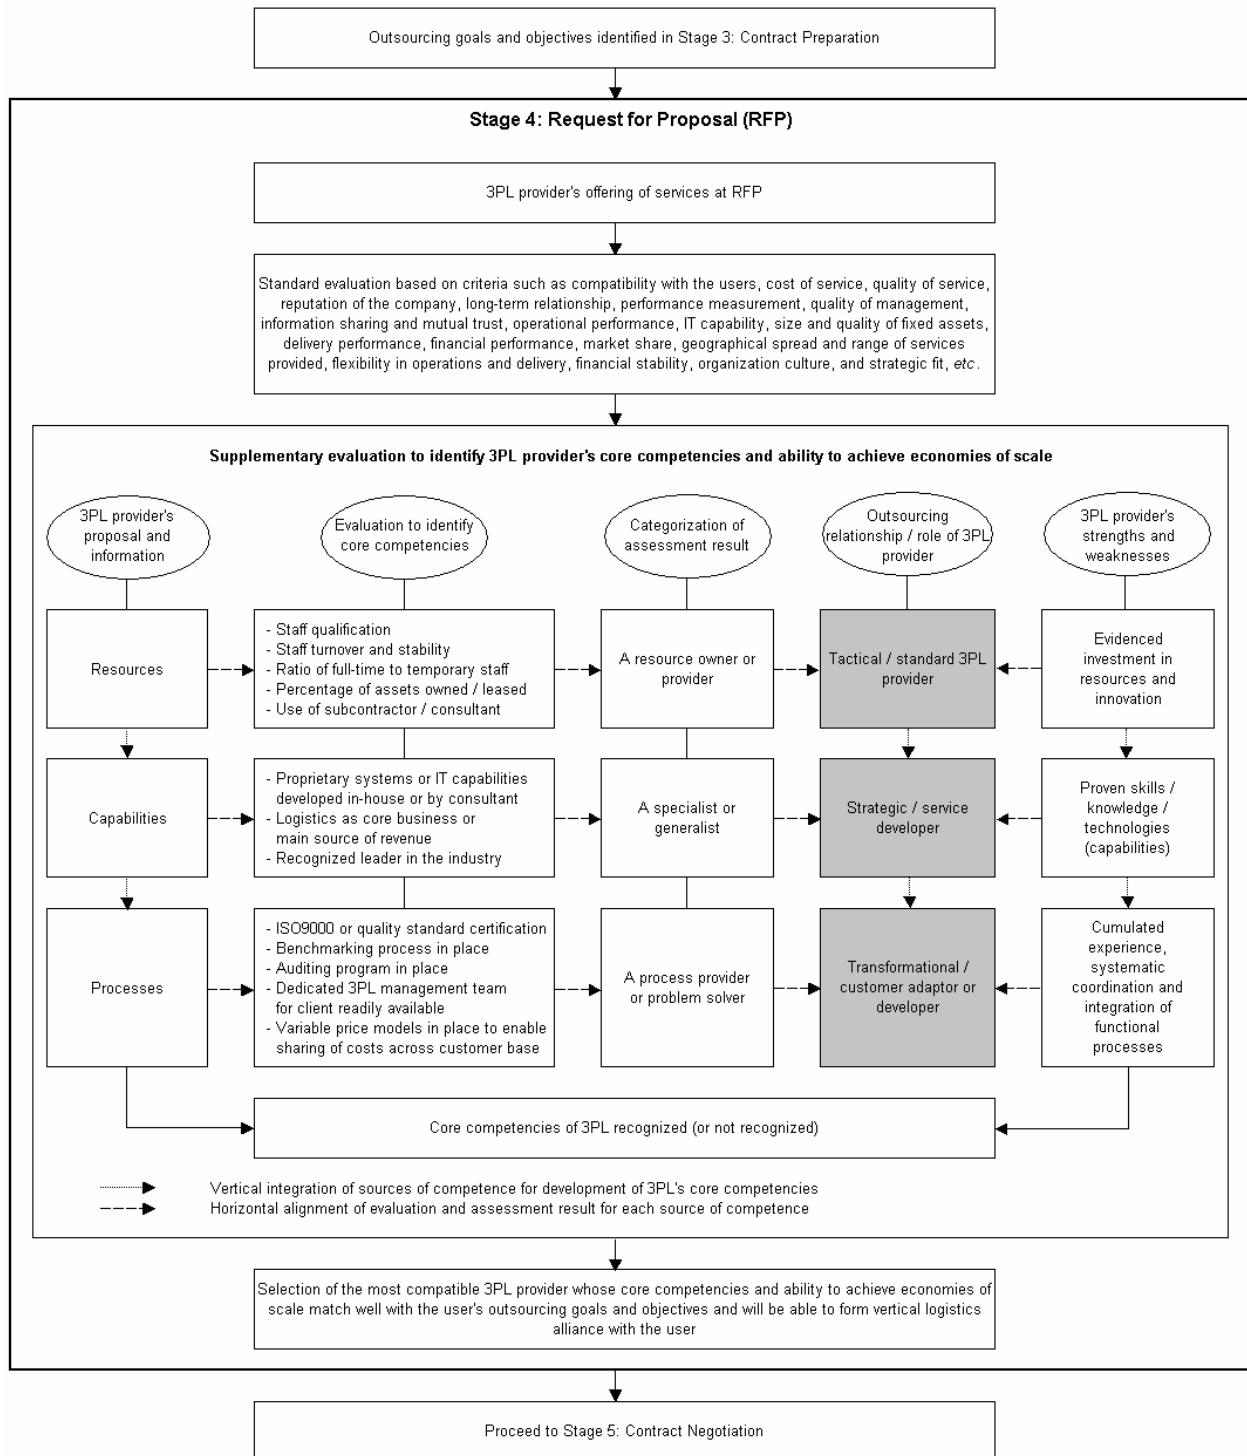 Outsourcing goals and objectives identified in Stage 3: Contract Preparation
Stage 4: Request for Proposal (RFP)
3PL provider's offering of services at RFP
Standard evaluation based on criteria such as compatibility with the users, cost of service, quality of service,
reputation of the company, long-term relationship, performance measurement, quality of management,
information sharing and mutual trust, operational performance, IT capability, size and quality of fixed assets,
delivery performance, financial performance, market share, geographical spread and range of services
provided, flexibility in operations and delivery, financial stability, organization culture, and strategic fit, etc.
Supplementary evaluation to identify 3PL provider's core competencies and ability to achieve economies of scale
3PL provider's
proposal and
information
Evaluation to identify
core competencies
Categorization of
assessment result
Outsourcing
relationship / role of 3PL
provider
3PL provider's
strengths and
weaknesses
Resources
- Staff qualification
- Staff turnover and stability
- Ratio of full-time to temporary staff
- Percentage of assets owned / leased
- Use of subcontractor / consultant
A resource owner or
provider
Tactical / standard 3PL
provider
Evidenced
investment in
resources and
innovation
Capabilities
- Proprietary systems or IT capabilities
developed in-house or by consultant
- Logistics as core business or
main source of revenue
- Recognized leader in the industry
A specialist or
generalist
Strategic / service
developer
Proven skills /
knowledge /
technologies
(capabilities)
Processes
- ISO9000 or quality standard certification
- Benchmarking process in place
- Auditing program in place
- Dedicated 3PL management team
for client readily available
- Variable price models in place to enable
sharing of costs across customer base
A process provider
or problem solver
Transformational /
customer adaptor or
developer
Cumulated
experience,
systematic
coordination and
integration of
functional
processes
Core competencies of 3PL recognized (or not recognized)
Vertical integration of sources of competence for development of 3PL's core competencies
Horizontal alignment of evaluation and assessment result for each source of competence
Selection of the most compatible 3PL provider whose core competencies and ability to achieve economies of
scale match well with the user's outsourcing goals and objectives and will be able to form vertical logistics
alliance with the user
Proceed to Stage 5: Contract Negotiation